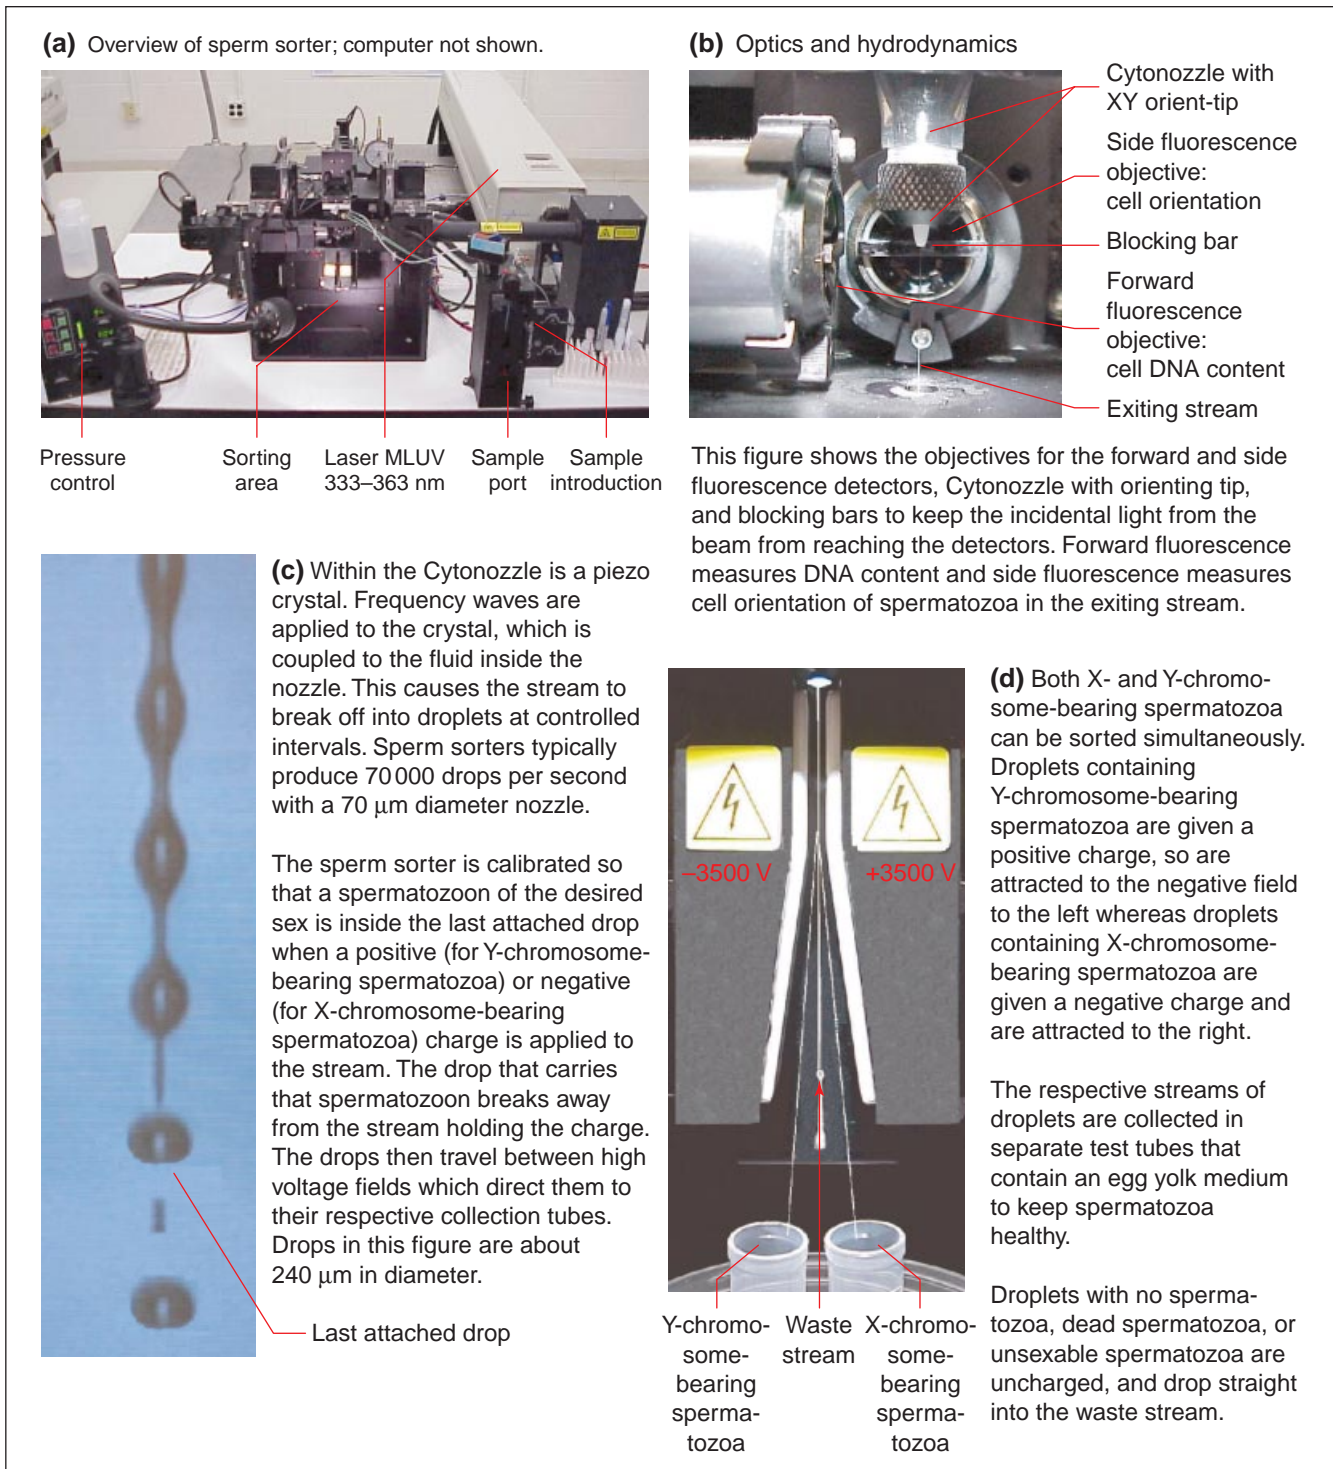 (a) Overview of sperm sorter; computer not shown.
Pressure
control
Sorting
area
Laser MLUV
333–363 nm
Sample
port
Sample
introduction
(b) Optics and hydrodynamics
Cytonozzle with
XY orient-tip
Side fluorescence
objective:
cell orientation
Blocking bar
Forward
fluorescence
objective:
cell DNA content
Exiting stream
This figure shows the objectives for the forward and side
fluorescence detectors, Cytonozzle with orienting tip,
and blocking bars to keep the incidental light from the
beam from reaching the detectors. Forward fluorescence
measures DNA content and side fluorescence measures
cell orientation of spermatozoa in the exiting stream.
(c) Within the Cytonozzle is a piezo
crystal. Frequency waves are
applied to the crystal, which is
coupled to the fluid inside the
nozzle. This causes the stream to
break off into droplets at controlled
intervals. Sperm sorters typically
produce 70 000 drops per second
with a 70 μm diameter nozzle.
The sperm sorter is calibrated so
that a spermatozoon of the desired
sex is inside the last attached drop
when a positive (for Y-chromosome-
bearing spermatozoa) or negative
(for X-chromosome-bearing
spermatozoa) charge is applied to
the stream. The drop that carries
that spermatozoon breaks away
from the stream holding the charge.
The drops then travel between high
voltage fields which direct them to
their respective collection tubes.
Drops in this figure are about
240 μm in diameter.
Last attached drop
–3500 V
+3500 V
Y-chromo-
some-
bearing
sperma-
tozoa
Waste
stream
X-chromo-
some-
bearing
sperma-
tozoa
(d) Both X- and Y-chromo-
some-bearing spermatozoa
can be sorted simultaneously.
Droplets containing
Y-chromosome-bearing
spermatozoa are given a
positive charge, so are
attracted to the negative field
to the left whereas droplets
containing X-chromosome-
bearing spermatozoa are
given a negative charge and
are attracted to the right.
The respective streams of
droplets are collected in
separate test tubes that
contain an egg yolk medium
to keep spermatozoa
healthy.
Droplets with no sperma-
tozoa, dead spermatozoa, or
unsexable spermatozoa are
uncharged, and drop straight
into the waste stream.